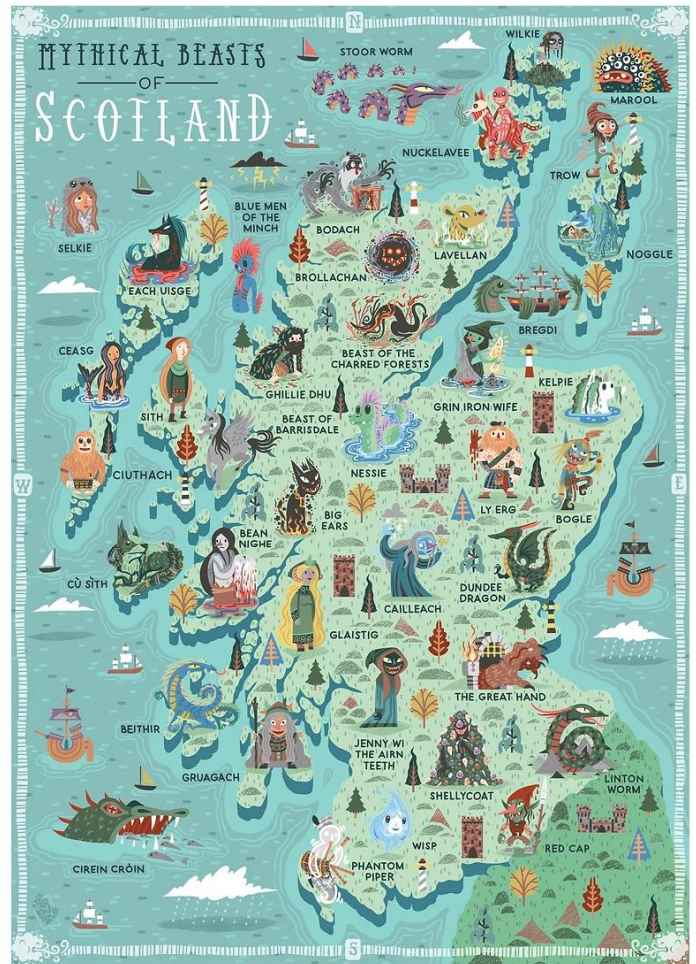 N
MYTHICAL BEASTS
OF
SCOTLAND
STOOR WORM
WILKIE
MAROOL
NUCKELAVEE
TROW
SELKIE
BLUE MEN
OF THE
MINCH
BODACH
LAVELLAN
NOGGLE
BROLLACHAN
EACH UISGE
BREGDI
CEASG
BEAST OF THE
CHARRED FORESTS
GHILLIE DHU
KELPIE
SITH
GRIN IRON WIFE
BEAST OF
BARRISDALE
NESSIE
CIUTHACH
W
E
LY ERG
BOGLE
BIG
EARS
BEAN
NIGHE
CÙ SÌTH
CAILLEACH
DUNDEE
DRAGON
GLAISTIG
THE GREAT HAND
BEITHIR
JENNY WI
THE AIRN
TEETH
GRUAGACH
SHELLYCOAT
LINTON
WORM
WISP
RED CAP
CIREIN CRÒIN
PHANTOM
PIPER
S